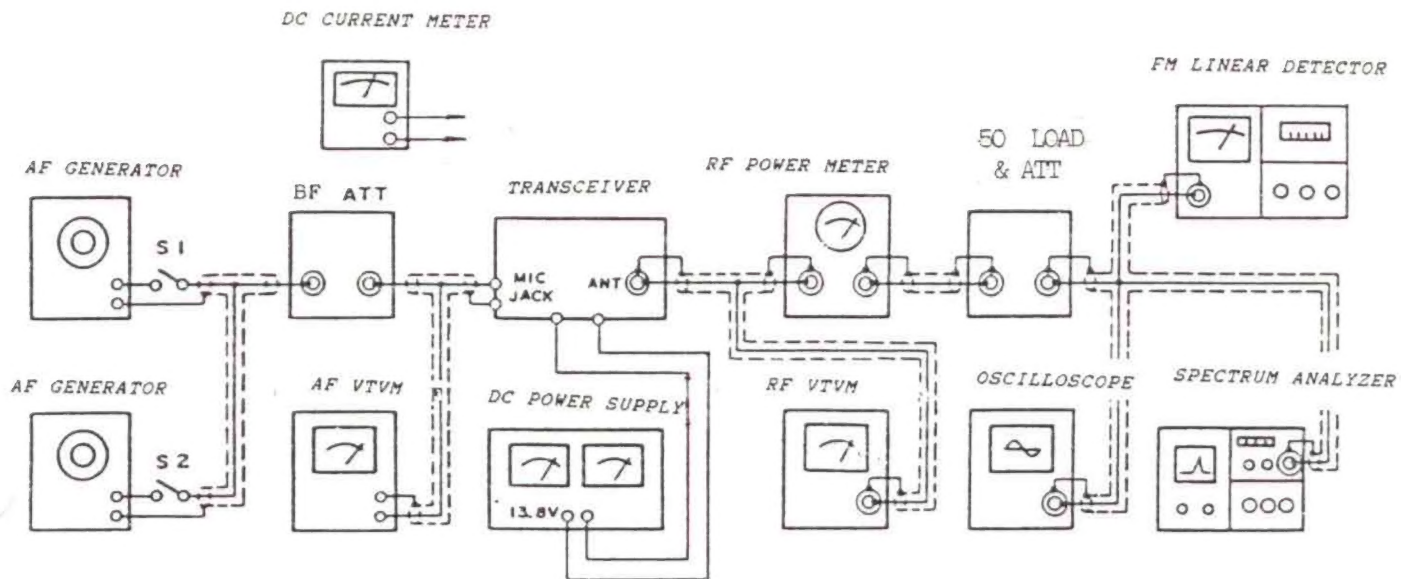 DC CURRENT METER
FM LINEAR DETECTOR
50 LOAD
& ATT
RF POWER METER
AF GENERATOR
BF ATT
TRANSCEIVER
S1
MIC
JACK
ANT
AF GENERATOR
AF VTVM
DC POWER SUPPLY
RF VTVM
OSCILLOSCOPE
SPECTRUM ANALYZER
S2
13.8V